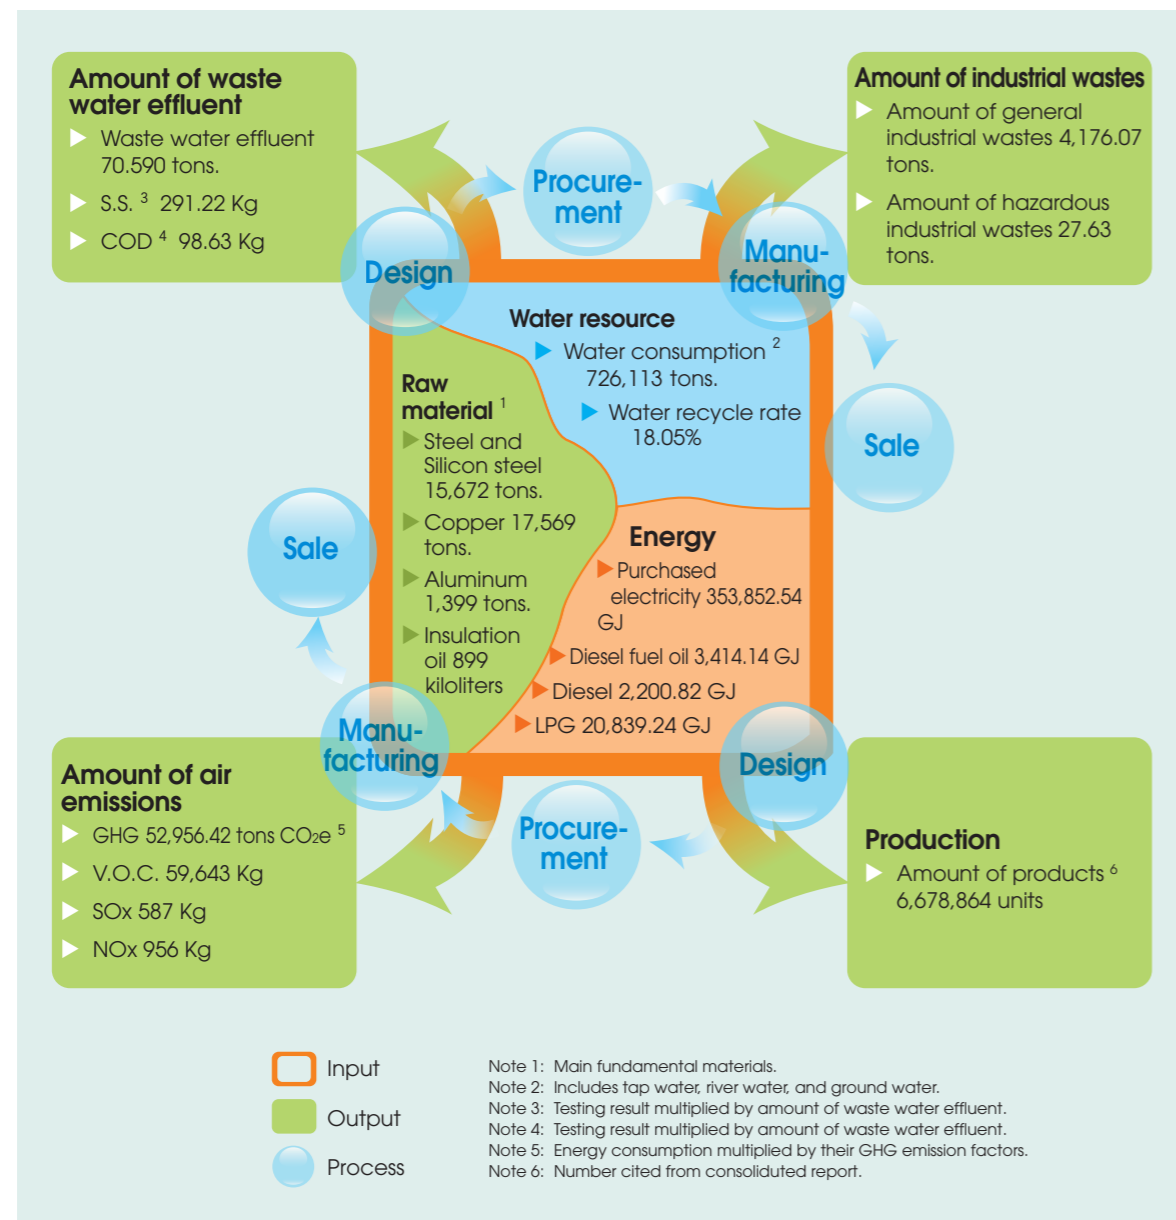 Amount of waste
water effluent
Waste water effluent
70.590 tons.
S.S. 3 291.22 Kg
COD 4 98.63 Kg
Amount of industrial wastes
Amount of general
industrial wastes 4,176.07
tons.
Amount of hazardous
industrial wastes 27.63
tons.
Design
Procure-
ment
Manu-
facturing
Sale
Water resource
Water consumption 2
726,113 tons.
Water recycle rate
18.05%
Raw
material 1
Steel and
Silicon steel
15,672 tons.
Copper 17,569
tons.
Aluminum
1,399 tons.
Insulation
oil 899
kiloliters
Energy
Purchased
electricity 353,852.54
GJ
Diesel fuel oil 3,414.14 GJ
Diesel 2,200.82 GJ
LPG 20,839.24 GJ
Sale
Manu-
facturing
Procure-
ment
Design
Amount of air
emissions
GHG 52,956.42 tons CO2e 5
V.O.C. 59,643 Kg
SOx 587 Kg
NOx 956 Kg
Production
Amount of products 6
6,678,864 units
Input
Output
Process
Note 1: Main fundamental materials.
Note 2: Includes tap water, river water, and ground water.
Note 3: Testing result multiplied by amount of waste water effluent.
Note 4: Testing result multiplied by amount of waste water effluent.
Note 5: Energy consumption multiplied by their GHG emission factors.
Note 6: Number cited from consoliduted report.